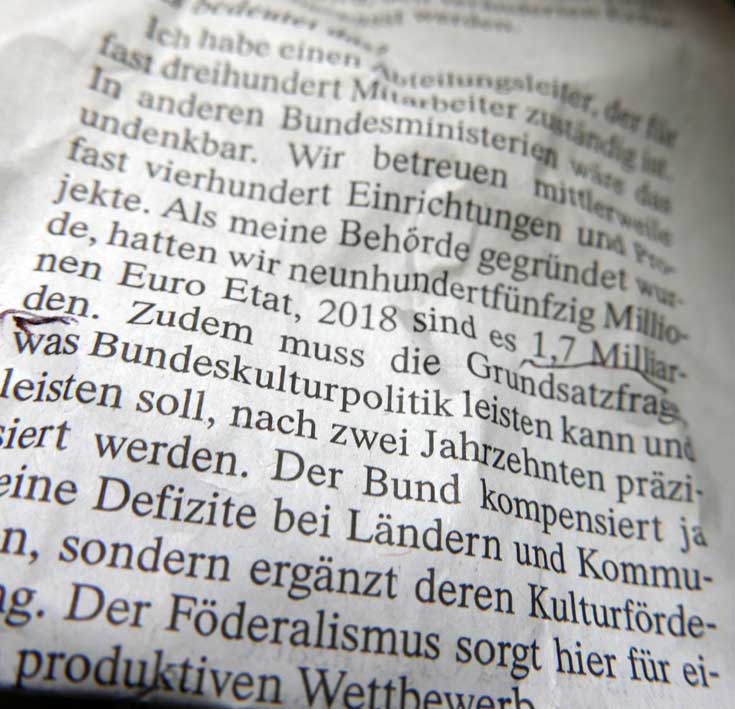 bedeutet dass
werden.
Ich habe einen Abteilungsleiter, der für
fast dreihundert Mitarbeiter zuständig ist.
In anderen Bundesministerien wäre das
undenkbar. Wir betreuen mittlerweile
fast vierhundert Einrichtungen und Pro-
jekte. Als meine Behörde gegründet wur-
de, hatten wir neunhundertfünfzig Millio-
nen Euro Etat, 2018 sind es 1,7 Milliar-
den. Zudem muss die Grundsatzfrage,
was Bundeskulturpolitik leisten kann und
leisten soll, nach zwei Jahrzehnten präzi-
siert werden. Der Bund kompensiert ja
eine Defizite bei Ländern und Kommu-
n, sondern ergänzt deren Kulturförde-
ng. Der Föderalismus sorgt hier für ei-
produktiven Wettbewerb